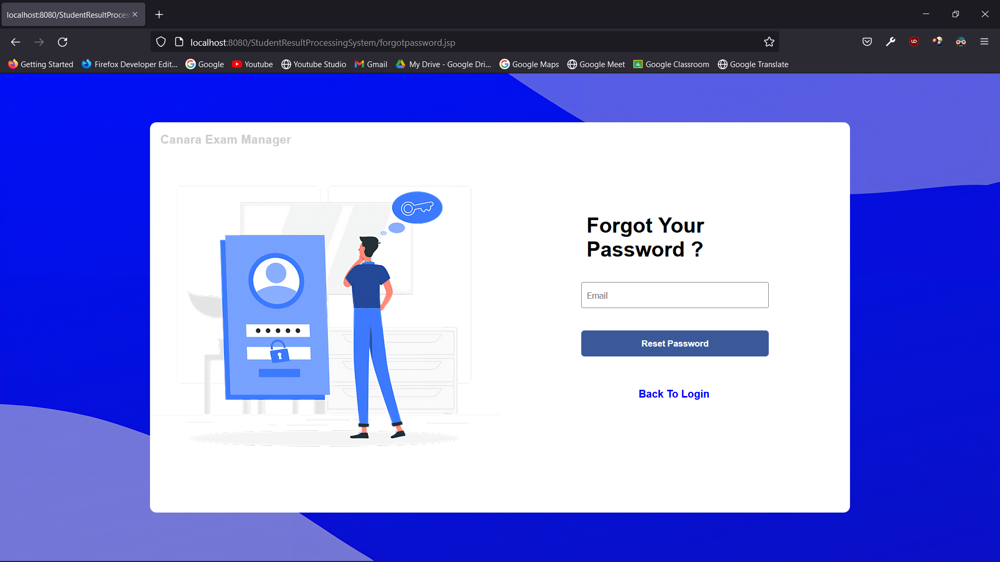 localhost:8080/StudentResultProces
localhost:8080/StudentResultProcessingSystem/forgotpassword.jsp
Getting Started
Firefox Developer Edit...
Google
Youtube
Youtube Studio
Gmail
My Drive - Google Dri...
Google Maps
Google Meet
Google Classroom
Google Translate
Canara Exam Manager
Forgot Your
Password ?
Email
Reset Password
Back To Login